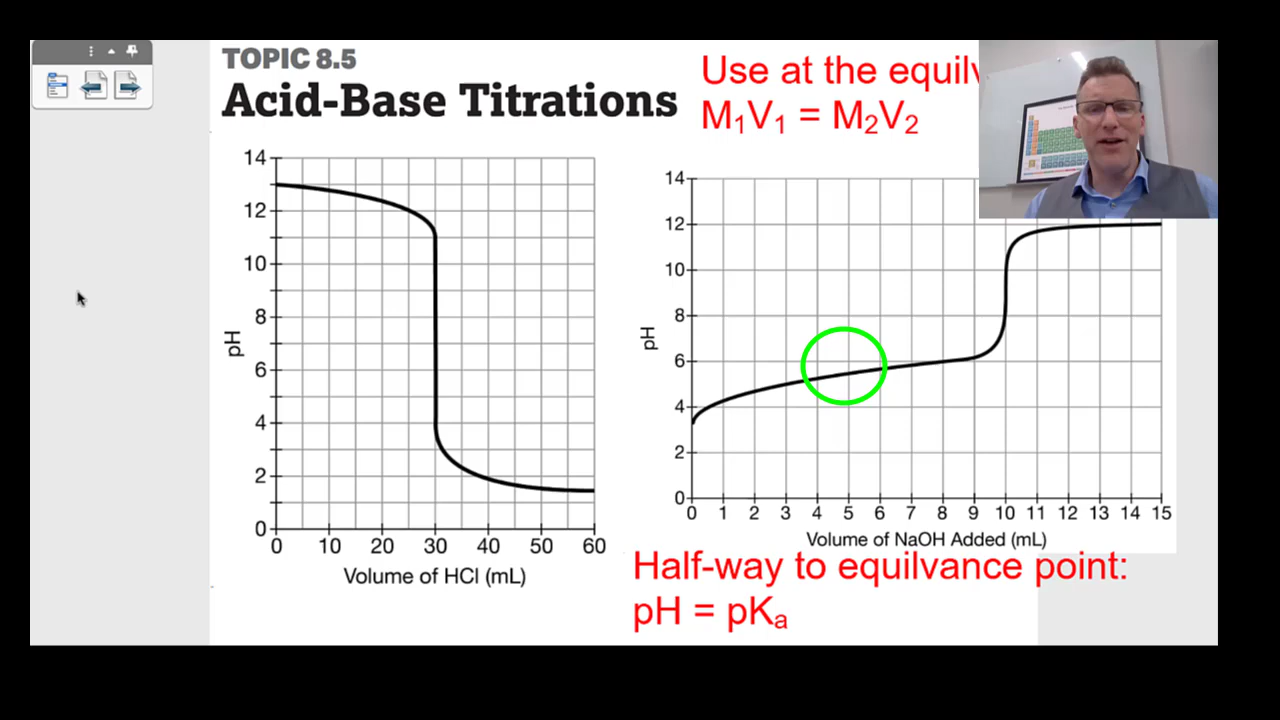 TOPIC 8.5
Acid-Base Titrations
Use at the equilv
M₁V₁ = M₂V₂
14
12
10
8
6
4
2
0
pH
0 10 20 30 40 50 60
Volume of HCl (mL)
14
12
10
8
6
4
2
0
pH
0 1 2 3 4 5 6 7 8 9 10 11 12 13 14 15
Volume of NaOH Added (mL)
Half-way to equilvance point:
pH = pKₐ